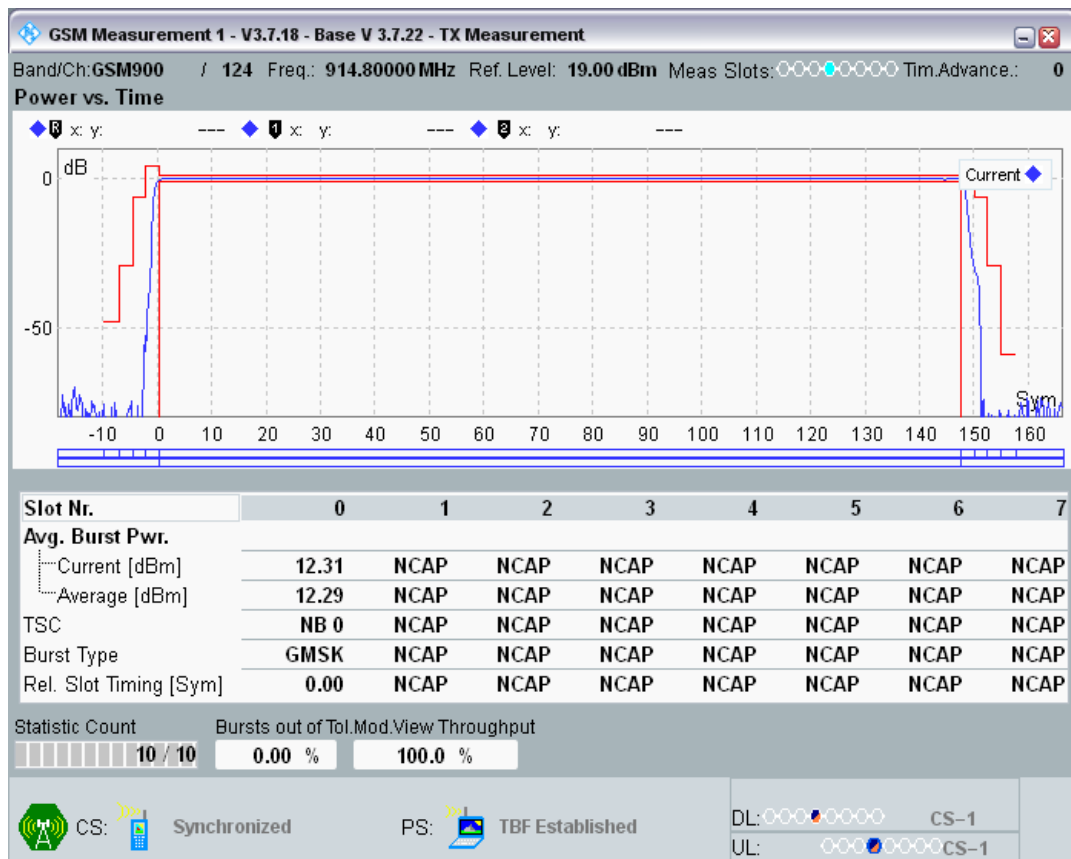 GSM Measurement 1 - V3.7.18 - Base V 3.7.22 - TX Measurement
Band/Ch:GSM900 / 124 Freq.: 914.80000 MHz Ref. Level: 19.00 dBm Meas Slots: Tim.Advance.: 0
Power vs. Time
R x: y: --- 1 x: y: --- 2 x: y: ---
dB
0
Current
-50
Sym
-10 0 10 20 30 40 50 60 70 80 90 100 110 120 130 140 150 160
Slot Nr. 0 1 2 3 4 5 6 7
Avg. Burst Pwr.
Current [dBm] 12.31 NCAP NCAP NCAP NCAP NCAP NCAP NCAP
Average [dBm] 12.29 NCAP NCAP NCAP NCAP NCAP NCAP NCAP
TSC NB 0 NCAP NCAP NCAP NCAP NCAP NCAP NCAP
Burst Type GMSK NCAP NCAP NCAP NCAP NCAP NCAP NCAP
Rel. Slot Timing [Sym] 0.00 NCAP NCAP NCAP NCAP NCAP NCAP NCAP
Statistic Count Bursts out of Tol.Mod.View Throughput
10 / 10 0.00 % 100.0 %
CS: Synchronized PS: TBF Established DL: CS-1
UL: CS-1